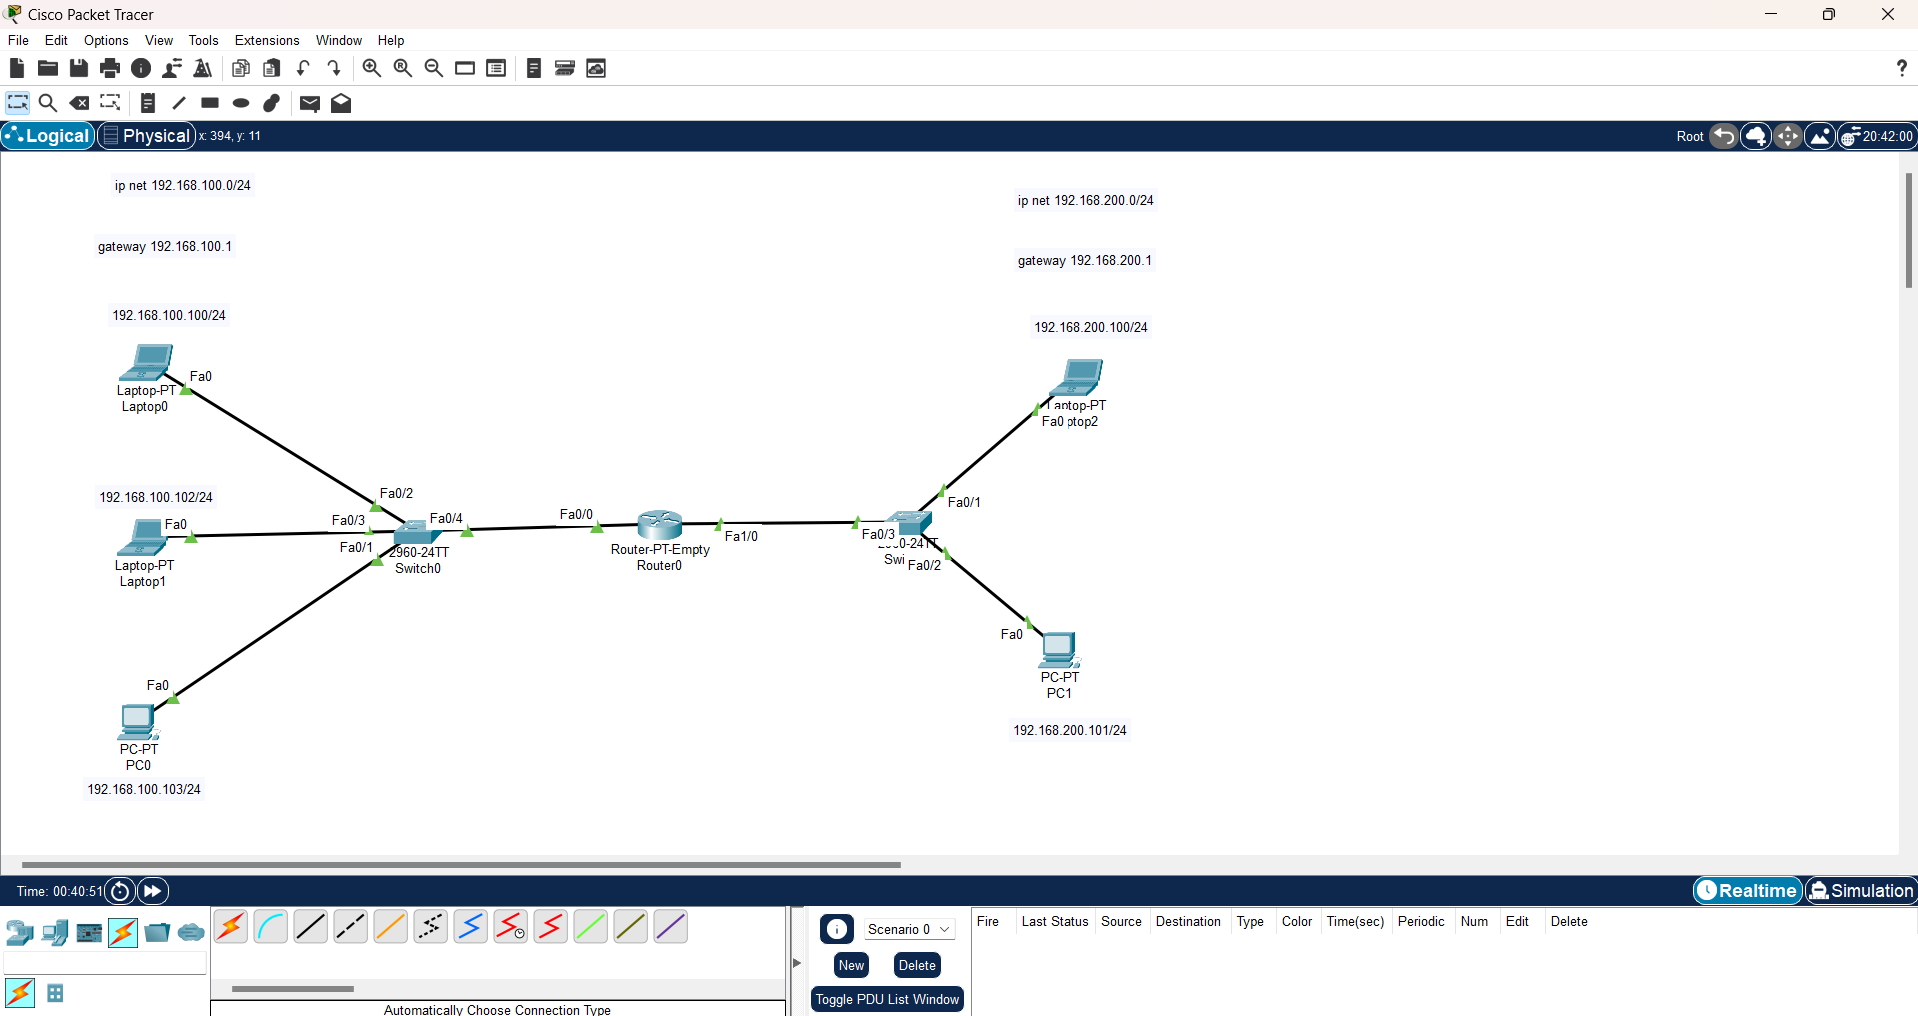 Cisco Packet Tracer
File Edit Options View Tools Extensions Window Help
?
Logical Physical x: 394, y: 11 Root 20:42:00
ip net 192.168.100.0/24
ip net 192.168.200.0/24
gateway 192.168.100.1
gateway 192.168.200.1
192.168.100.100/24
192.168.200.100/24
Fa0
Laptop-PT
Laptop0
aptop-PT
Fa0 ptop2
192.168.100.102/24
Fa0/2
Fa0/1
Fa0
Fa0/3
Fa0/4
Fa0/0
Fa0/1
2960-24TT
Switch0
Router-PT-Empty
Router0
Fa1/0
Fa0/3
Swi
Fa0/2
Laptop-PT
Laptop1
Fa0
PC-PT
PC1
192.168.200.101/24
Fa0
PC-PT
PC0
192.168.100.103/24
Time: 00:40:51 Realtime Simulation
Scenario 0
New Delete
Toggle PDU List Window
Fire Last Status Source Destination Type Color Time(sec) Periodic Num Edit Delete
Automatically Choose Connection Type